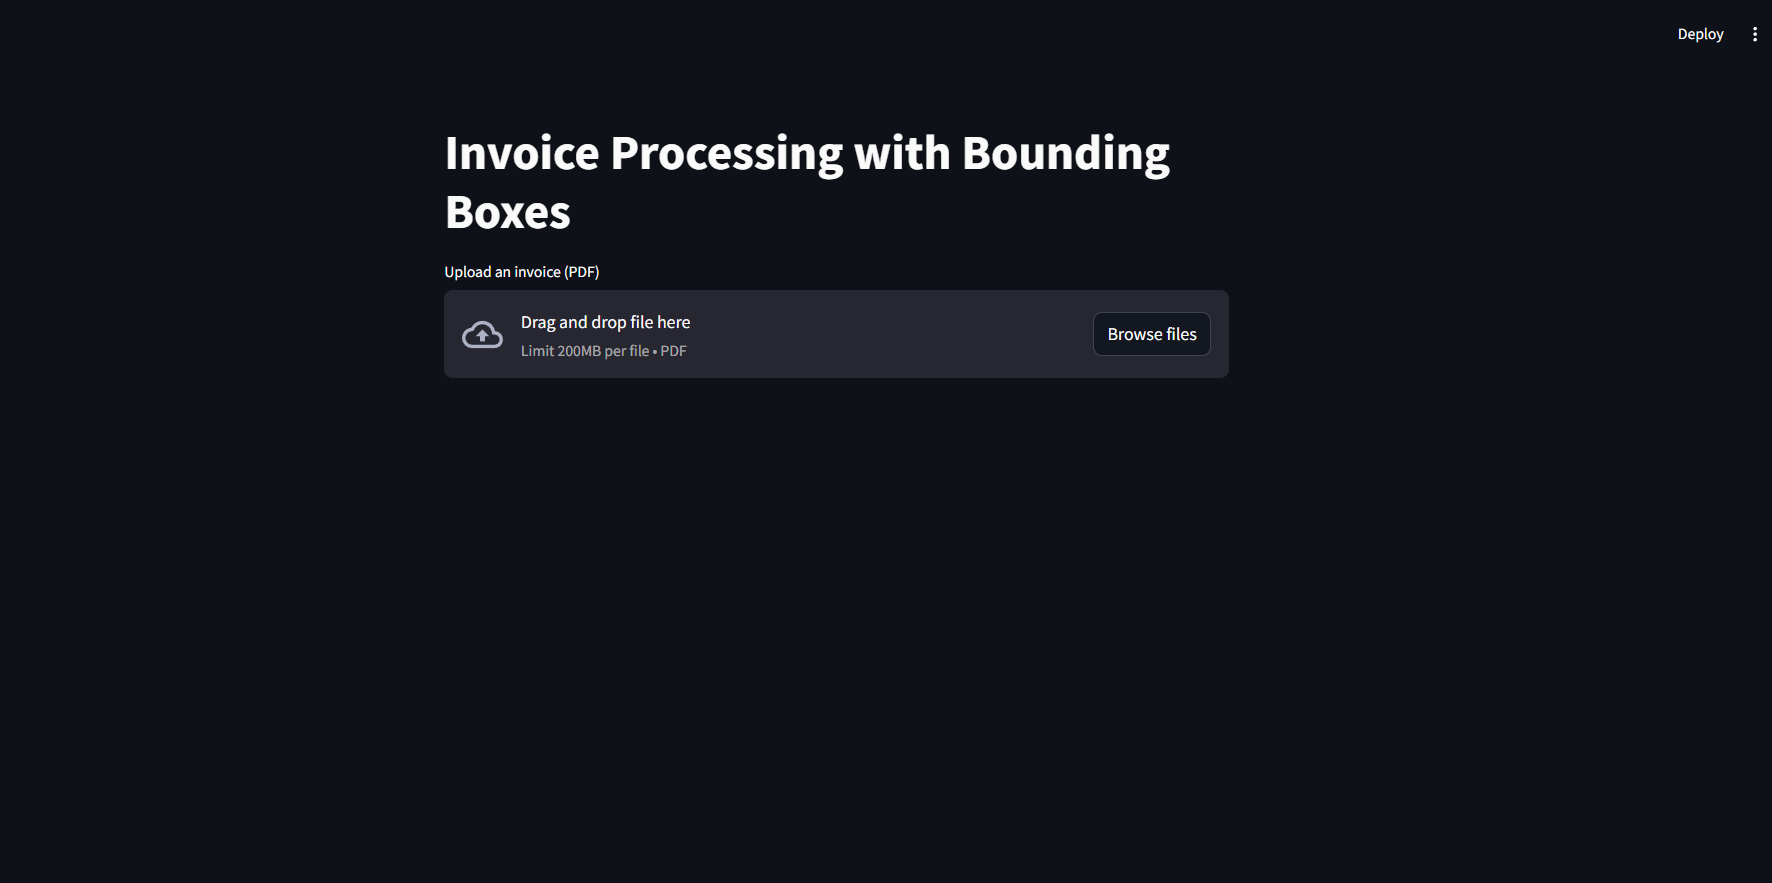 Deploy
Invoice Processing with Bounding
Boxes
Upload an invoice (PDF)
Drag and drop file here
Limit 200MB per file • PDF
Browse files